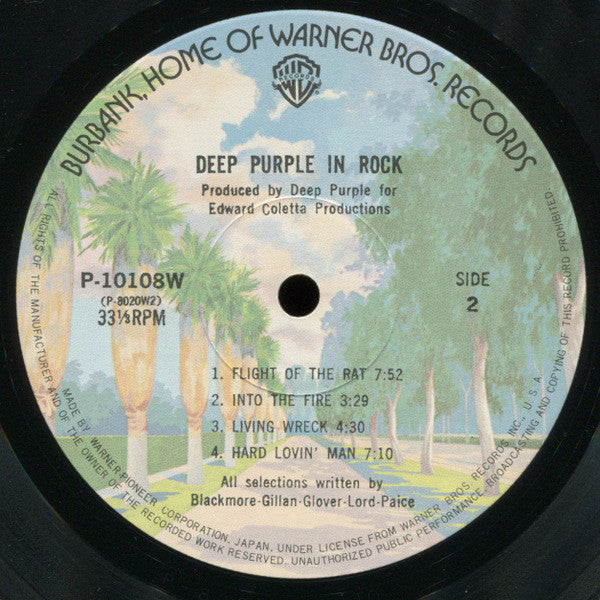 BURBANK, HOME OF WARNER BROS. RECORDS
RECORDS
DEEP PURPLE IN ROCK
Produced by Deep Purple for
Edward Coletta Productions
P-10108W
(P-8020W2)
33⅓RPM
SIDE
2
1. FLIGHT OF THE RAT 7:52
2. INTO THE FIRE 3:29
3. LIVING WRECK 4:30
4. HARD LOVIN' MAN 7:10
All selections written by
Blackmore-Gillan-Glover-Lord-Paice
MADE BY WARNER-PIONEER CORPORATION, JAPAN, UNDER LICENSE FROM WARNER BROS. RECORDS INC., U.S.A.
ALL RIGHTS OF THE MANUFACTURER AND OF THE OWNER OF THE RECORDED WORK RESERVED. UNAUTHORIZED PUBLIC PERFORMANCE, BROADCASTING AND COPYING OF THIS RECORD PROHIBITED